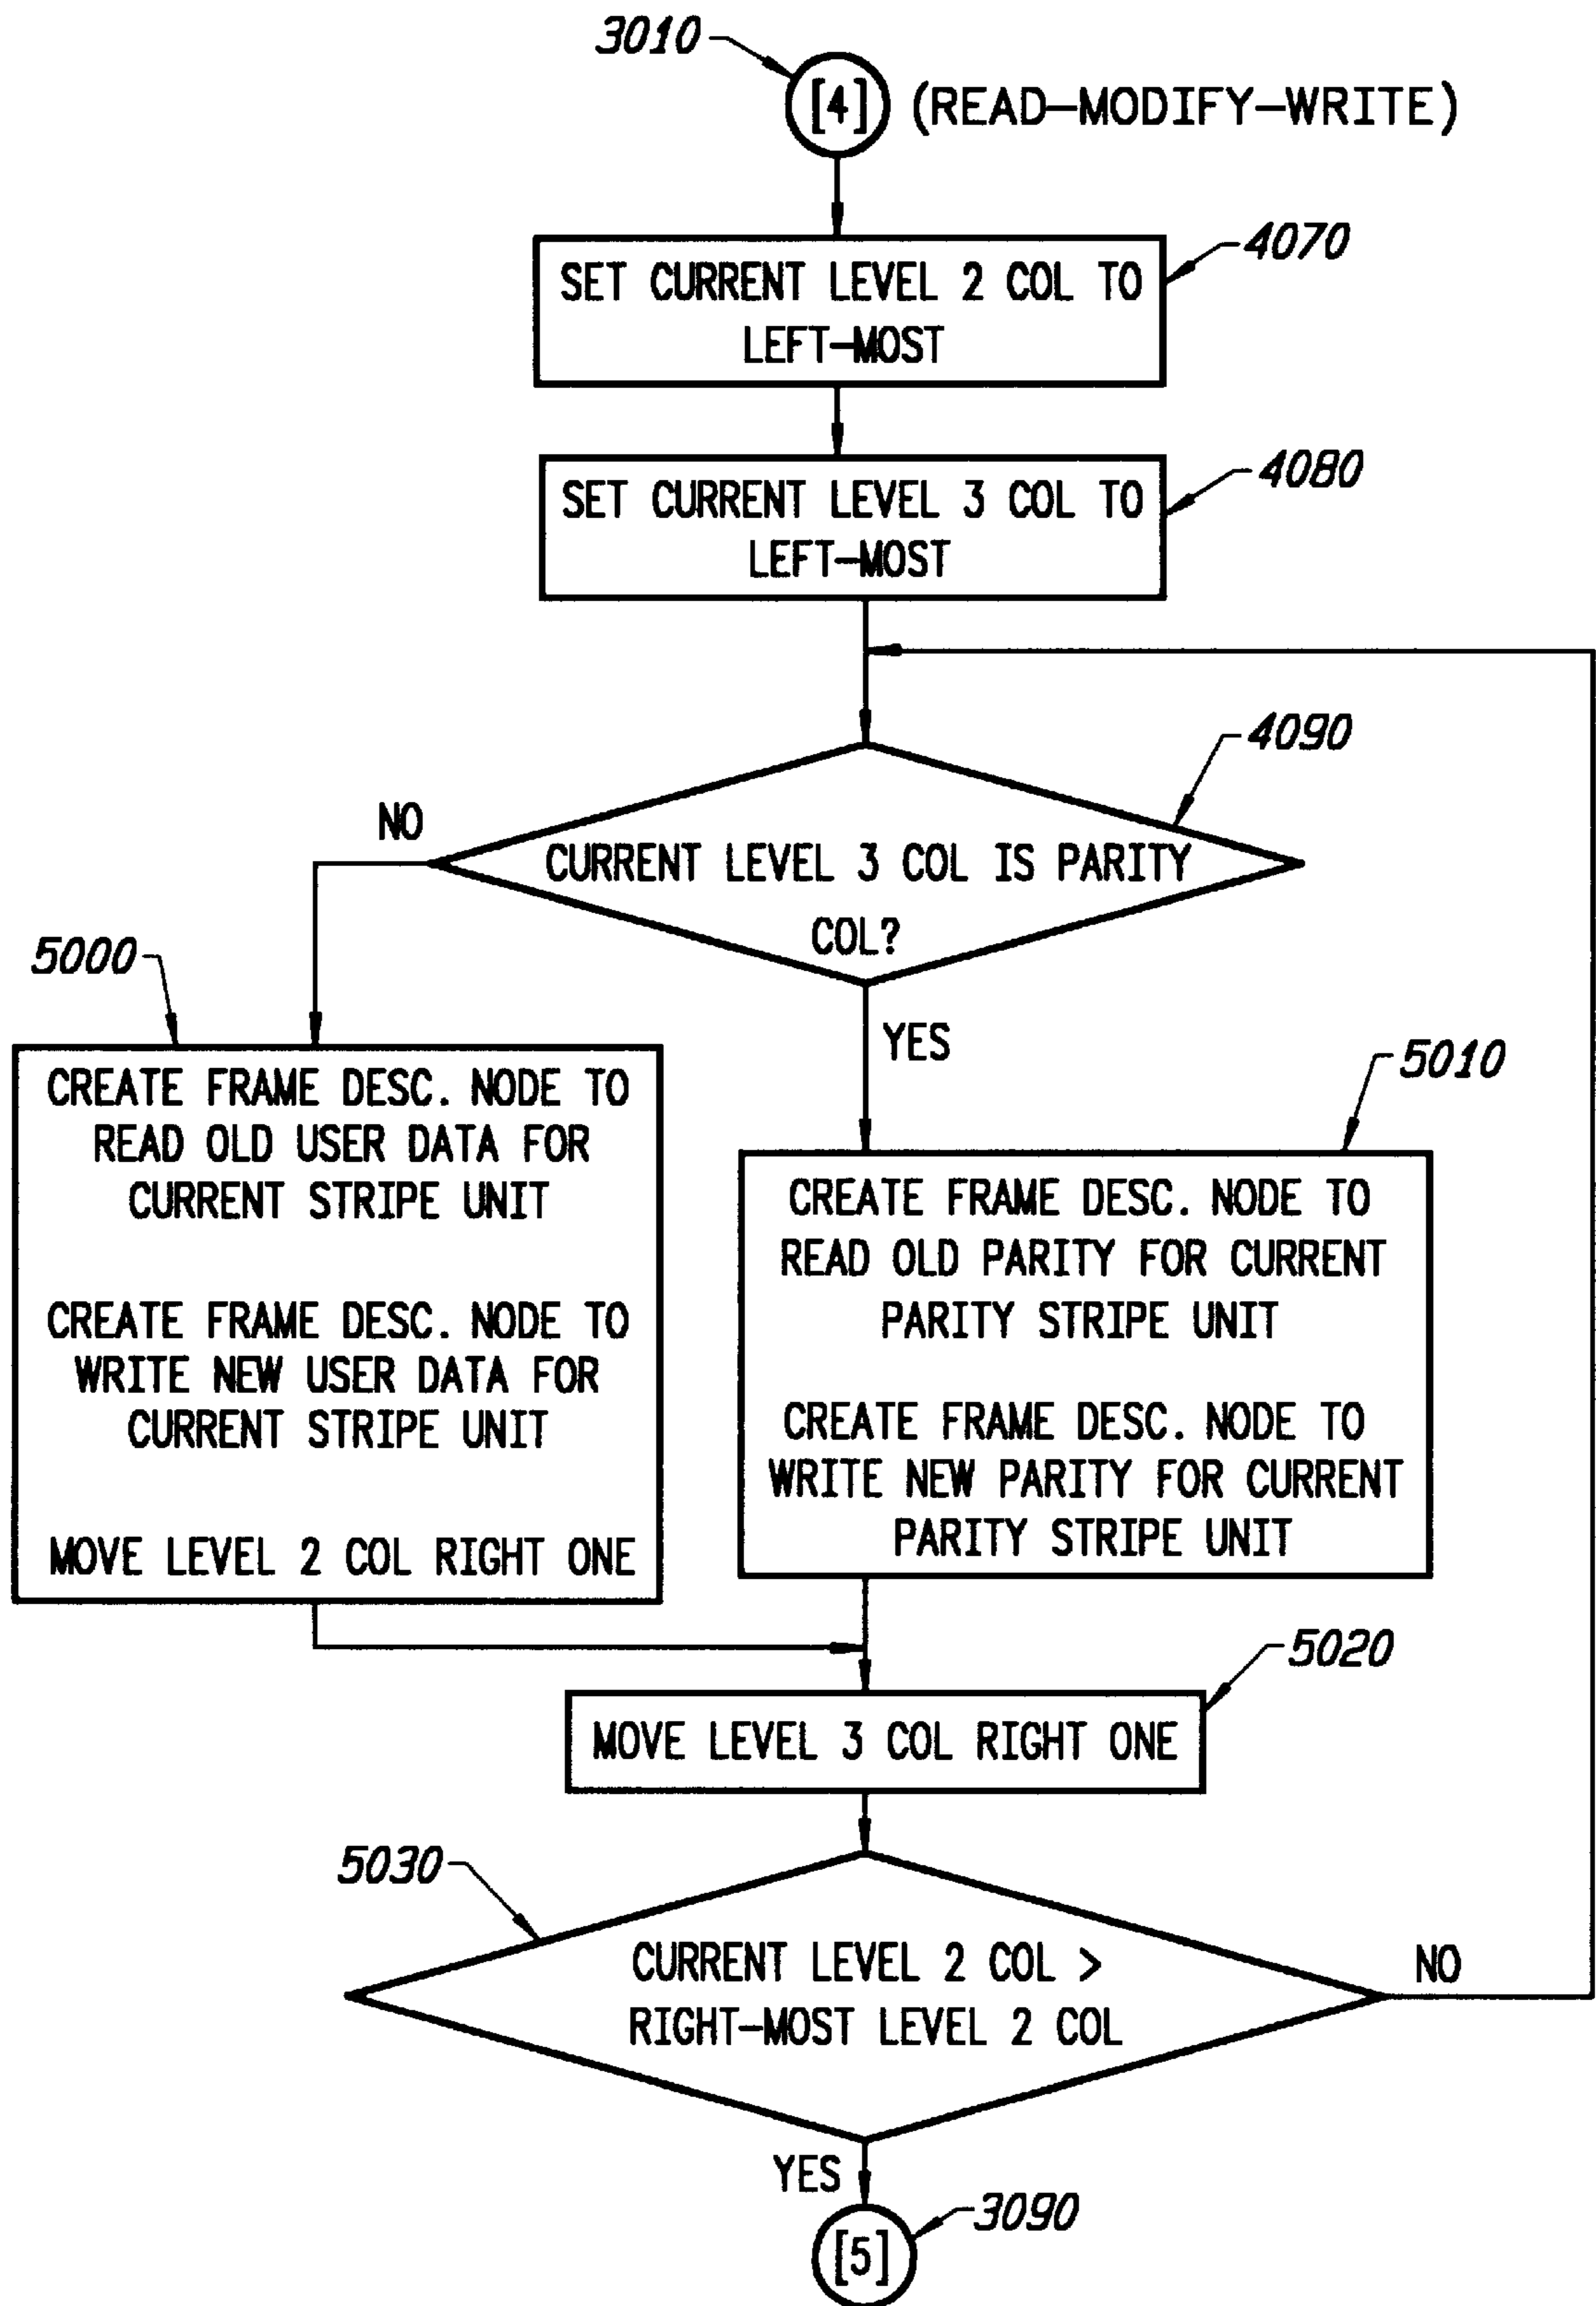 3010
[4] (READ-MODIFY-WRITE)
4070
SET CURRENT LEVEL 2 COL TO
LEFT-MOST
4080
SET CURRENT LEVEL 3 COL TO
LEFT-MOST
4090
NO
CURRENT LEVEL 3 COL IS PARITY
COL?
5000
YES
5010
CREATE FRAME DESC. NODE TO
READ OLD USER DATA FOR
CURRENT STRIPE UNIT
CREATE FRAME DESC. NODE TO
WRITE NEW USER DATA FOR
CURRENT STRIPE UNIT
MOVE LEVEL 2 COL RIGHT ONE
CREATE FRAME DESC. NODE TO
READ OLD PARITY FOR CURRENT
PARITY STRIPE UNIT
CREATE FRAME DESC. NODE TO
WRITE NEW PARITY FOR CURRENT
PARITY STRIPE UNIT
5020
MOVE LEVEL 3 COL RIGHT ONE
5030
CURRENT LEVEL 2 COL >
RIGHT-MOST LEVEL 2 COL
NO
YES
3090
[5]